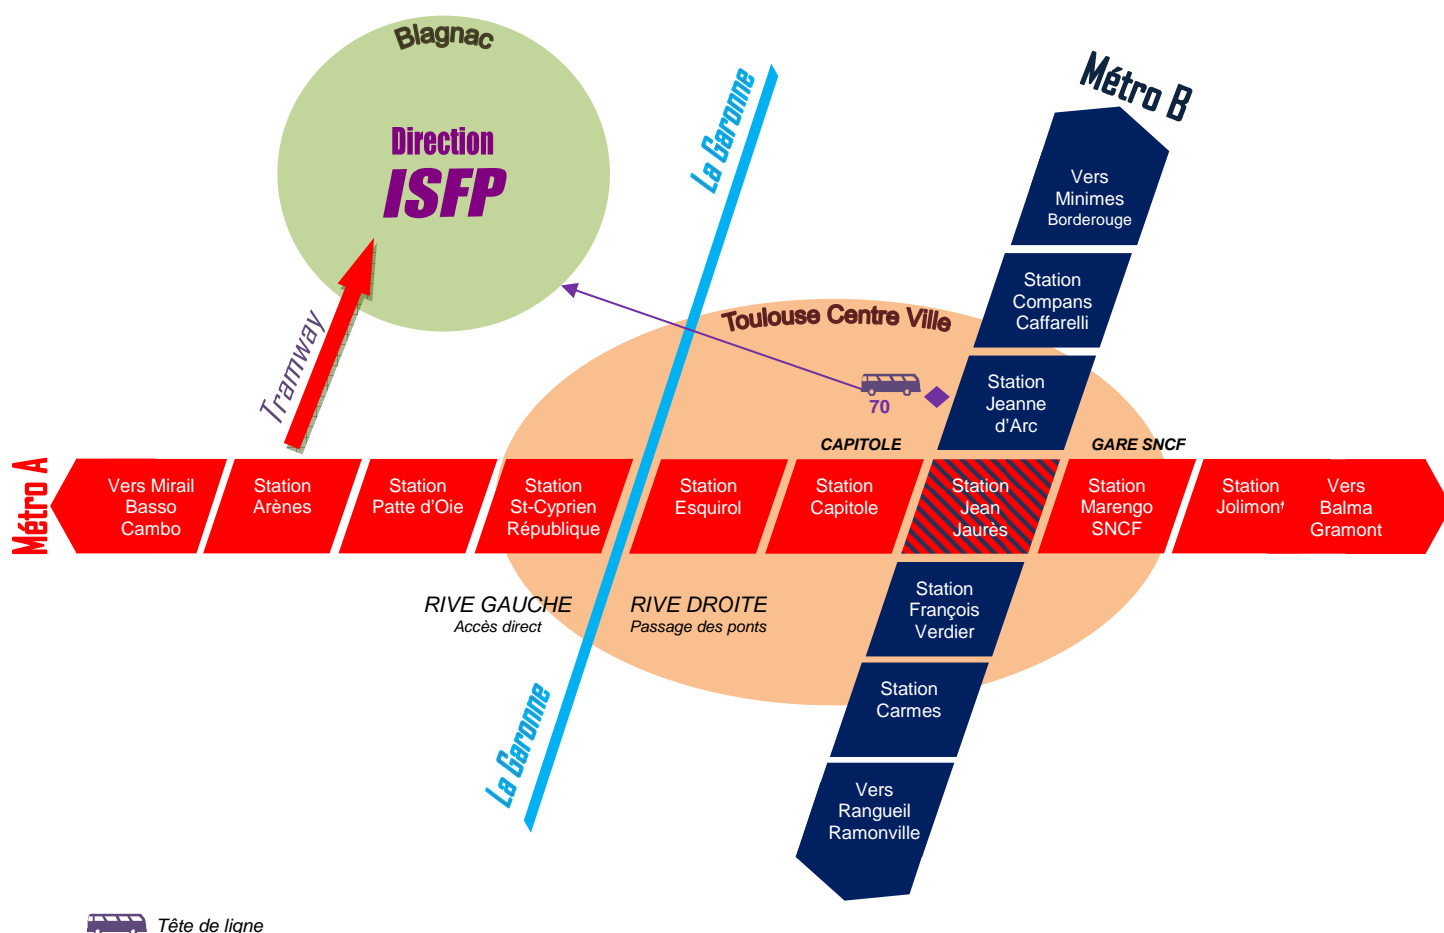 Blagnac
Direction
ISFP
La Garonne
Métro B
Vers
Minimes
Borderouge
Station
Compans
Caffarelli
Toulouse Centre Ville
Tramway
70
Station
Jeanne
d'Arc
CAPITOLE
GARE SNCF
Métro A
Vers Mirail
Basso
Cambo
Station
Arènes
Station
Patte d'Oie
Station
St-Cyprien
République
Station
Esquirol
Station
Capitole
Station
Jean
Jaurès
Station
Marengo
SNCF
Station
Jolimont
Vers
Balma
Gramont
RIVE GAUCHE
Accès direct
RIVE DROITE
Passage des ponts
Station
François
Verdier
Station
Carmes
La Garonne
Vers
Rangueil
Ramonville
Tête de ligne